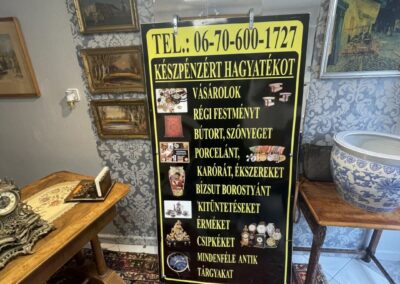 TEL.: 06-70-600-1727
KÉSZPÉNZÉRT HAGYATÉKOT
VÁSÁROLOK
RÉGI FESTMÉNYT
BÚTORT, SZŐNYEGET
PORCELÁNT,
KARÓRÁT, ÉKSZEREKET
BIZSUT BOROSTYÁNT
KITÜNTETÉSEKET
ÉRMÉKET
CSIPKÉKET
MINDENFÉLE ANTIK
TÁRGYAKAT